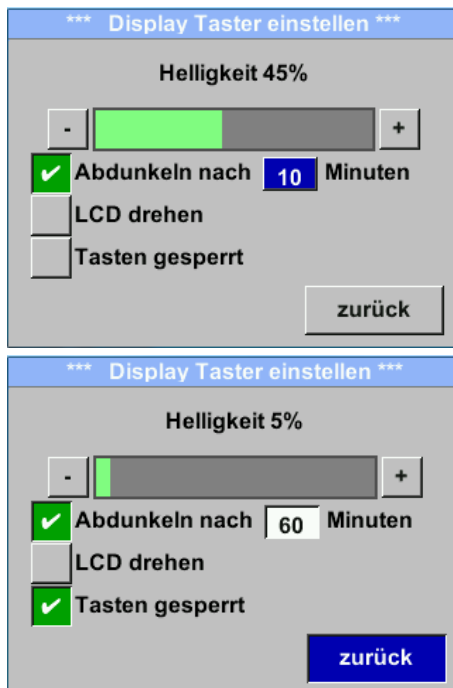 *** Display Taster einstellen ***
Helligkeit 45%
- +
Abdunkeln nach 10 Minuten
LCD drehen
Tasten gesperrt
zurück
*** Display Taster einstellen ***
Helligkeit 5%
- +
Abdunkeln nach 60 Minuten
LCD drehen
Tasten gesperrt
zurück